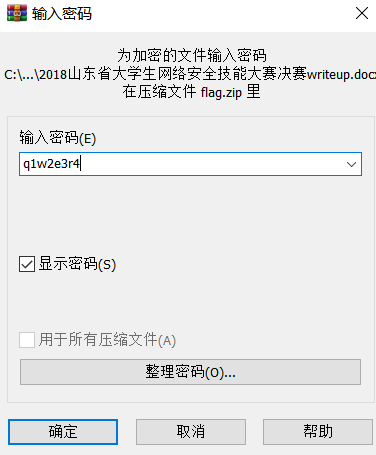 输入密码
为加密的文件输入密码
C:\...\2018山东省大学生网络安全技能大赛决赛writeup.docx
在压缩文件 flag.zip 里
输入密码(E)
q1w2e3r4
显示密码(S)
用于所有压缩文件(A)
整理密码(O)...
确定
取消
帮助